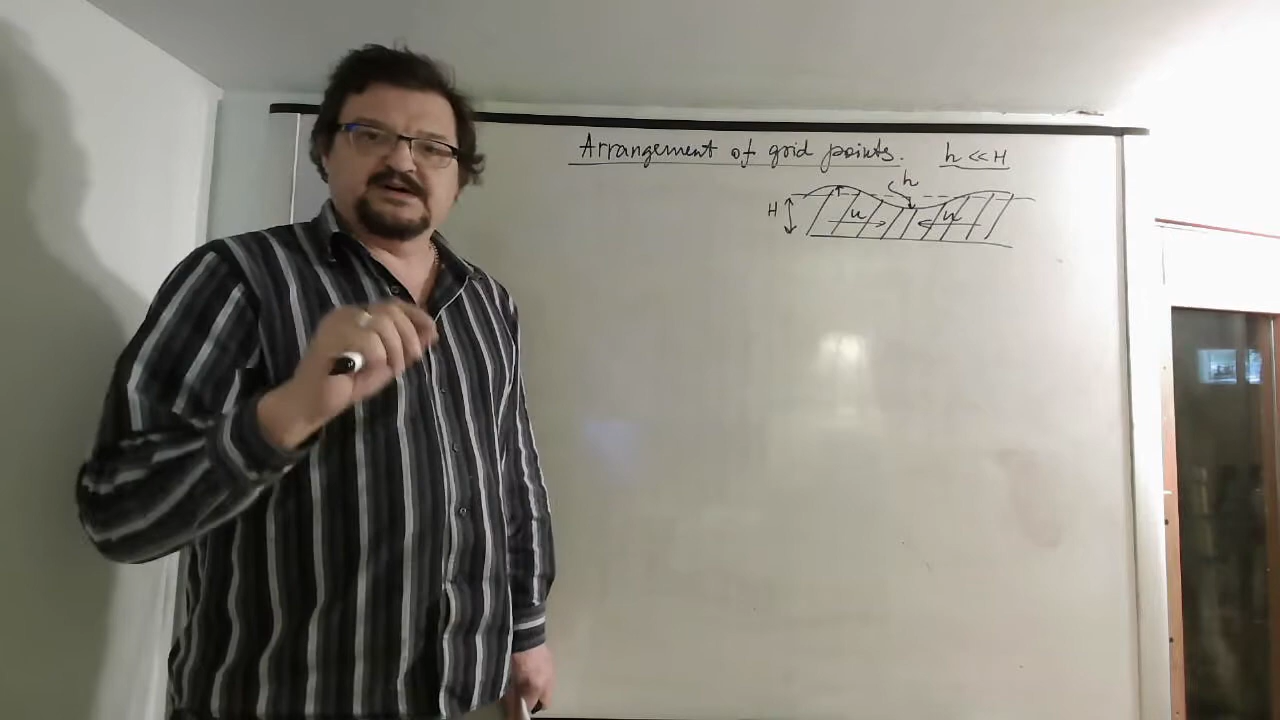 Arrangement of grid points. h << H
h
H
u u